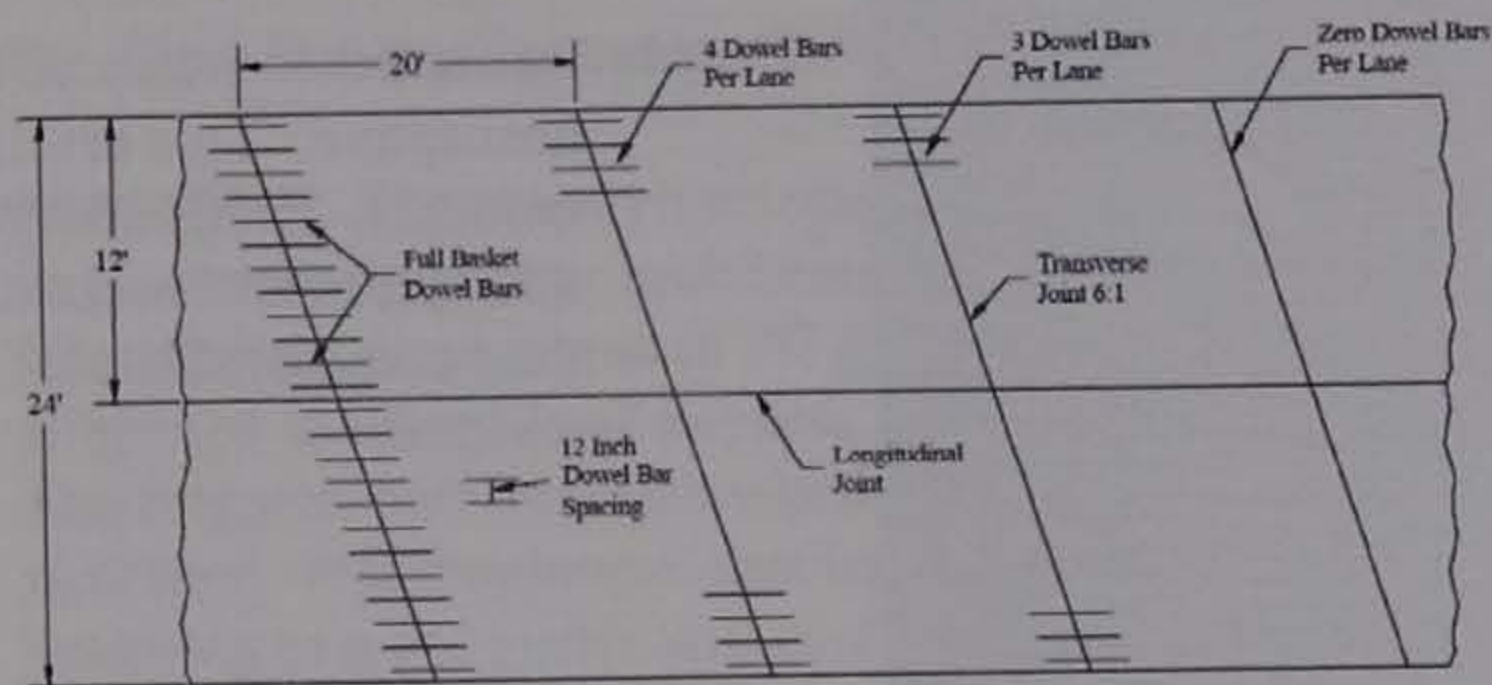 20'
4 Dowel Bars
Per Lane
3 Dowel Bars
Per Lane
Zero Dowel Bars
Per Lane
12'
Full Basket
Dowel Bars
Transverse
Joint 6:1
24'
12 Inch
Dowel Bar
Spacing
Longitudinal
Joint